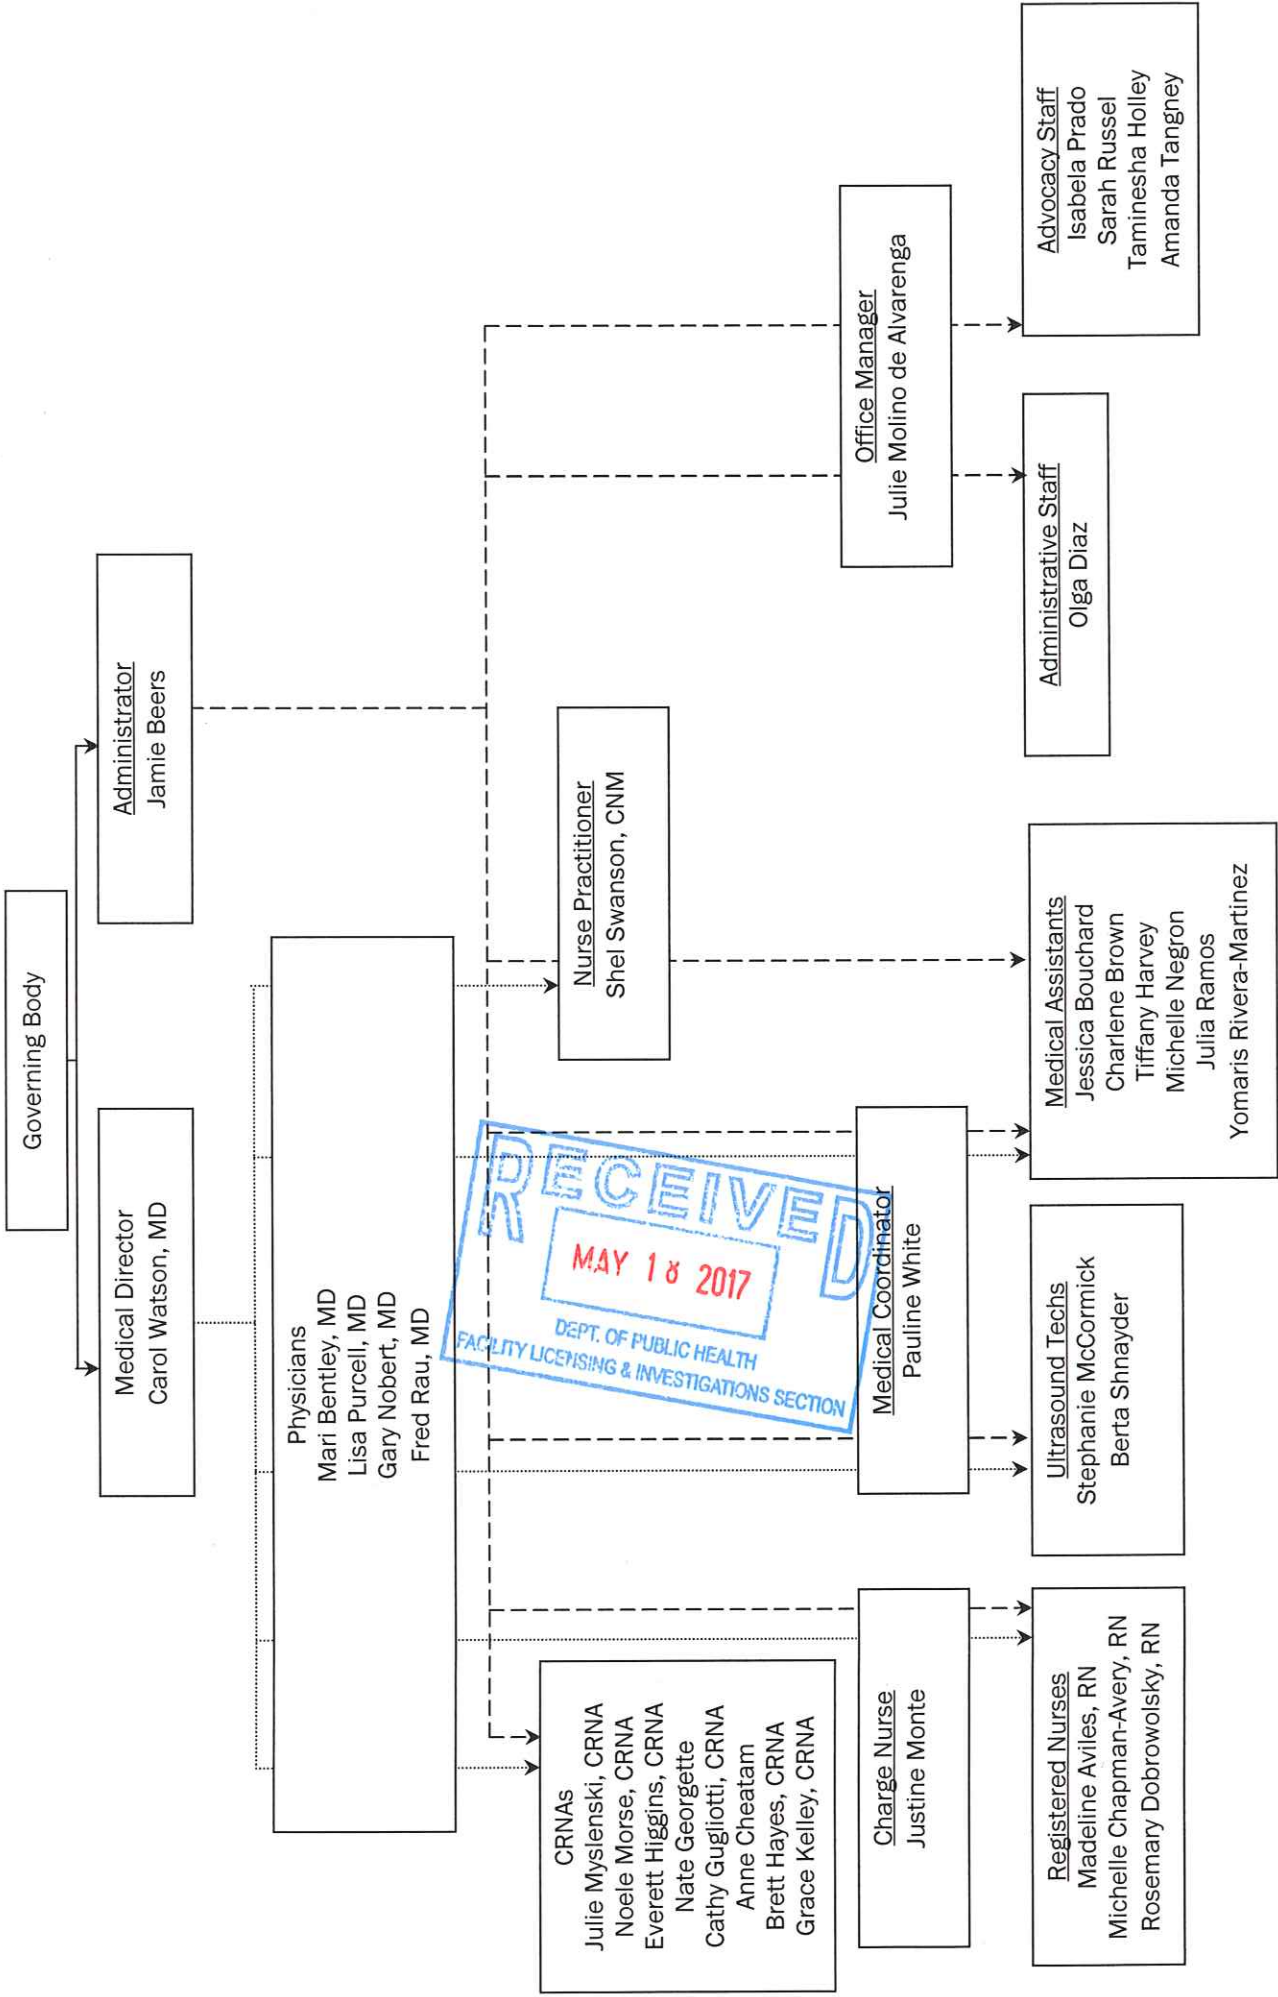 Governing Body
Medical Director
Carol Watson, MD
Administrator
Jamie Beers
Physicians
Mari Bentley, MD
Lisa Purcell, MD
Gary Nobert, MD
Fred Rau, MD
CRNAs
Julie Myslenski, CRNA
Noele Morse, CRNA
Everett Higgins, CRNA
Nate Georgette
Cathy Gugliotti, CRNA
Anne Cheatam
Brett Hayes, CRNA
Grace Kelley, CRNA
Nurse Practitioner
Shel Swanson, CNM
RECEIVED
MAY 18 2017
DEPT. OF PUBLIC HEALTH
FACILITY LICENSING & INVESTIGATIONS SECTION
Charge Nurse
Justine Monte
Medical Coordinator
Pauline White
Office Manager
Julie Molino de Alvarenga
Registered Nurses
Madeline Aviles, RN
Michelle Chapman-Avery, RN
Rosemary Dobrowolsky, RN
Ultrasound Techs
Stephanie McCormick
Berta Shnayder
Medical Assistants
Jessica Bouchard
Charlene Brown
Tiffany Harvey
Michelle Negron
Julia Ramos
Yomaris Rivera-Martinez
Administrative Staff
Olga Diaz
Advocacy Staff
Isabela Prado
Sarah Russel
Taminesha Holley
Amanda Tangney